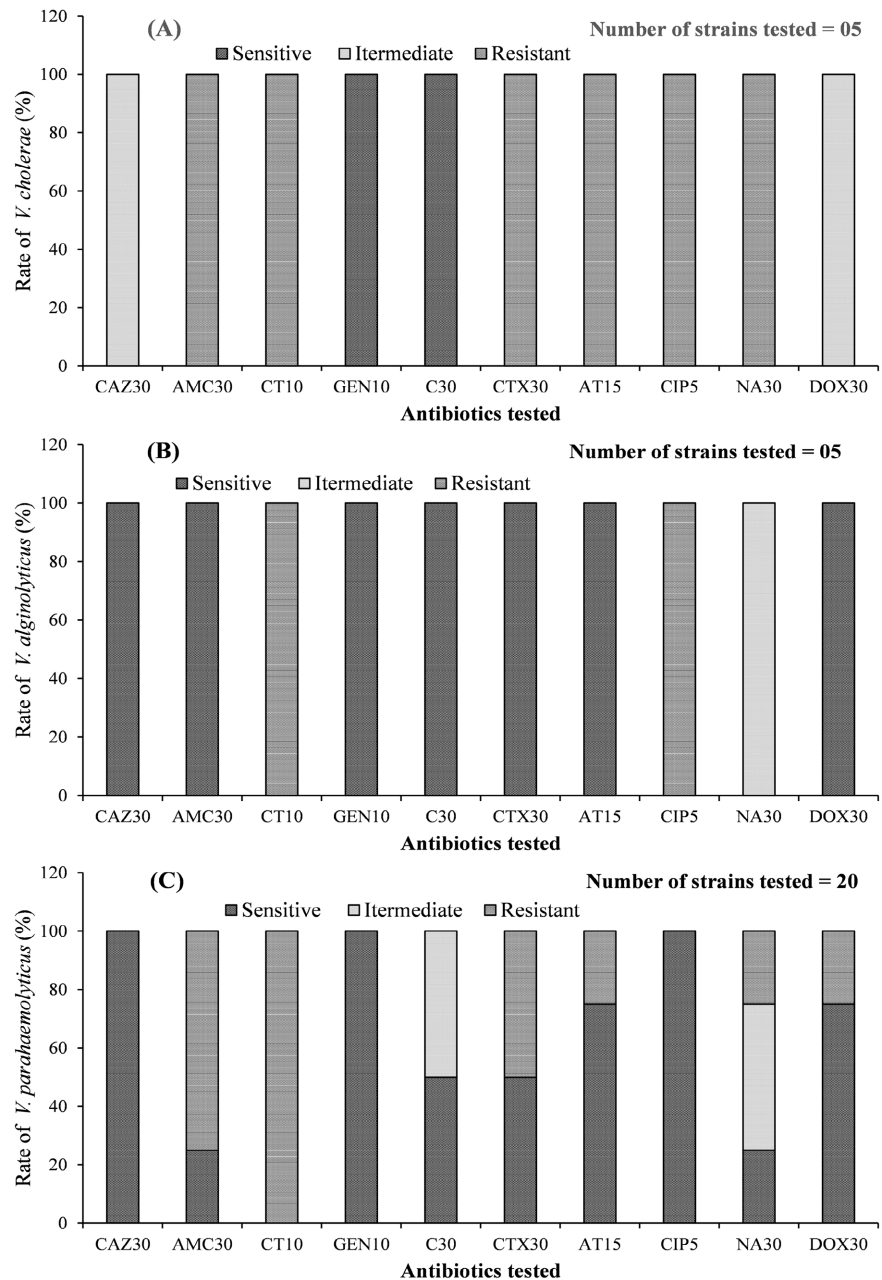 (A)
Number of strains tested = 05
Sensitive Itermediate Resistant
120
100
80
60
40
20
0
Rate of V. cholerae (%)
CAZ30 AMC30 CT10 GEN10 C30 CTX30 AT15 CIP5 NA30 DOX30
Antibiotics tested
(B)
Number of strains tested = 05
Sensitive Itermediate Resistant
120
100
80
60
40
20
0
Rate of V. alginolyticus (%)
CAZ30 AMC30 CT10 GEN10 C30 CTX30 AT15 CIP5 NA30 DOX30
Antibiotics tested
(C)
Number of strains tested = 20
Sensitive Itermediate Resistant
120
100
80
60
40
20
0
Rate of V. parahaemolyticus (%)
CAZ30 AMC30 CT10 GEN10 C30 CTX30 AT15 CIP5 NA30 DOX30
Antibiotics tested